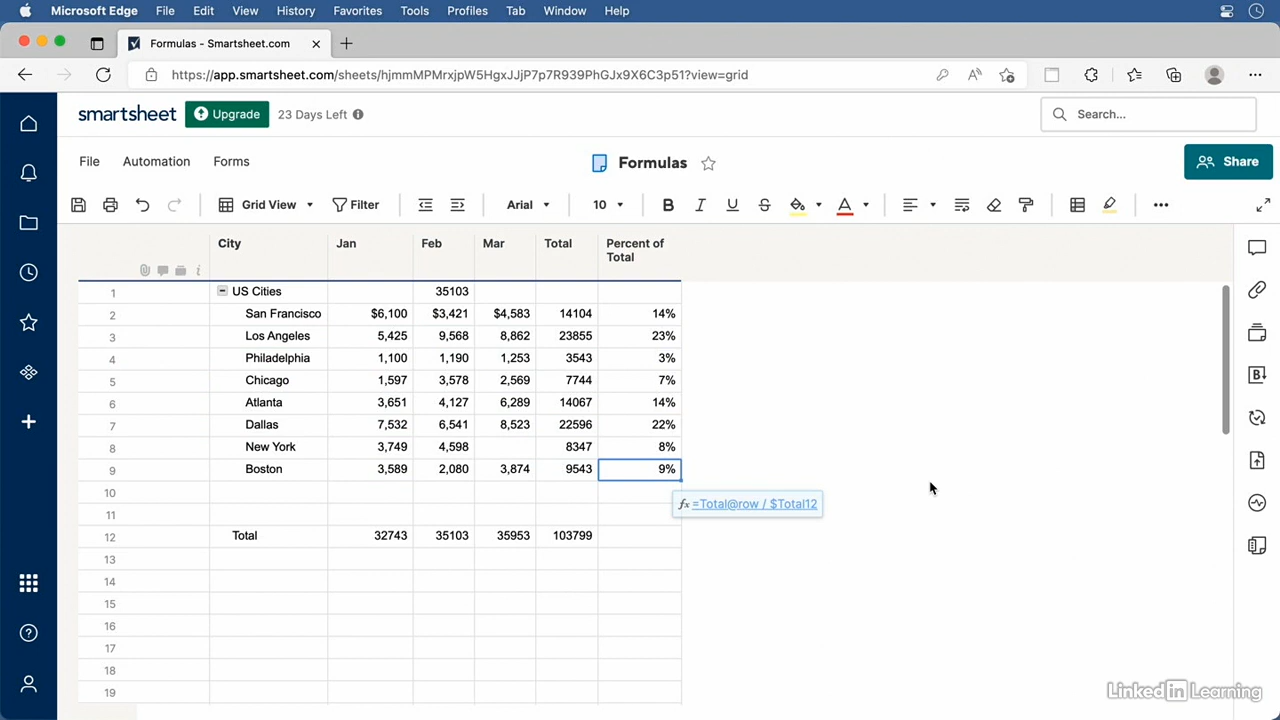 Microsoft Edge File Edit View History Favorites Tools Profiles Tab Window Help
Formulas - Smartsheet.com
https://app.smartsheet.com/sheets/hjmmMPMrxjpW5HgxJJjP7p7R939PhGJx9X6C3p51?view=grid
smartsheet Upgrade 23 Days Left Search...
File Automation Forms Formulas Share
Grid View Filter Arial 10 B I U S A
City Jan Feb Mar Total Percent of
Total
1 US Cities 35103
2 San Francisco $6,100 $3,421 $4,583 14104 14%
3 Los Angeles 5,425 9,568 8,862 23855 23%
4 Philadelphia 1,100 1,190 1,253 3543 3%
5 Chicago 1,597 3,578 2,569 7744 7%
6 Atlanta 3,651 4,127 6,289 14067 14%
7 Dallas 7,532 6,541 8,523 22596 22%
8 New York 3,749 4,598 8347 8%
9 Boston 3,589 2,080 3,874 9543 9%
10
fx =Total@row / $Total12
11
12 Total 32743 35103 35953 103799
13
14
15
16
17
18
19
LinkedIn Learning